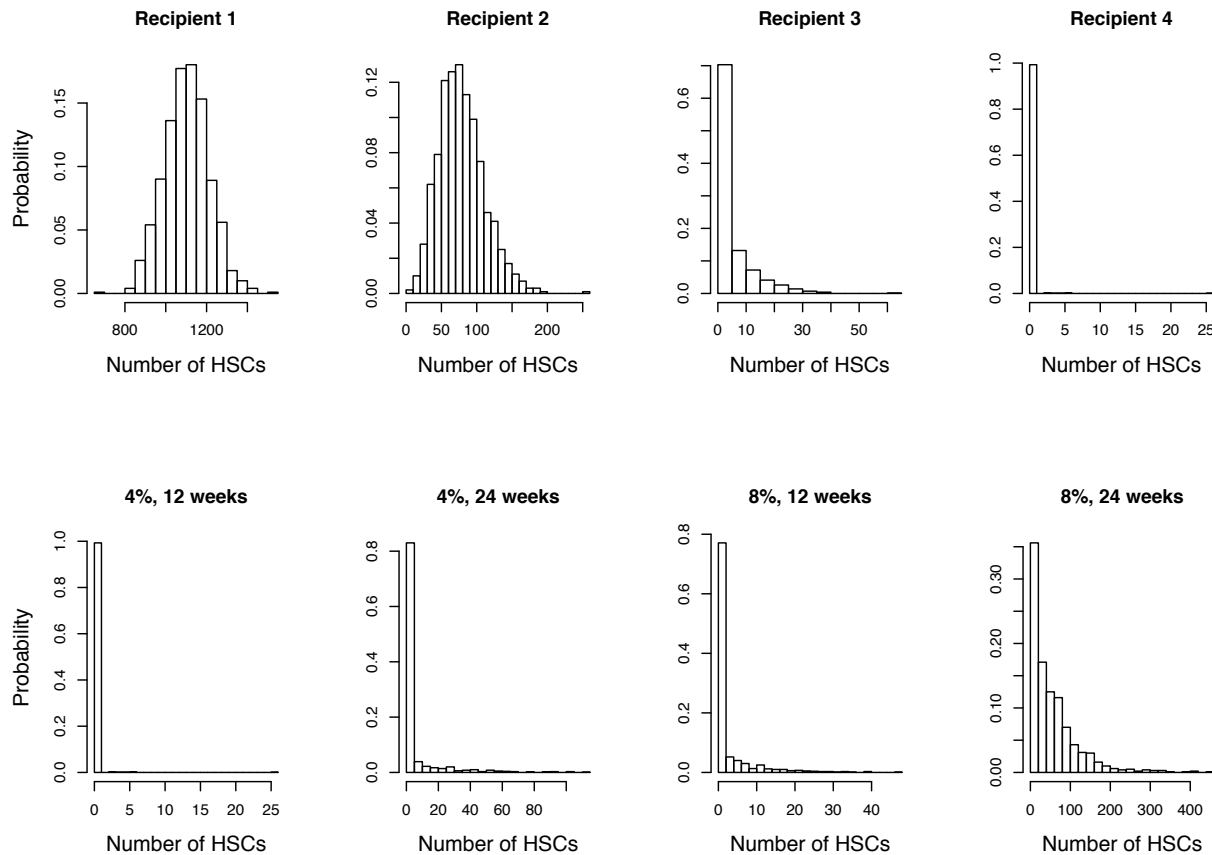 Recipient 1 Recipient 2 Recipient 3 Recipient 4
Probability
0.00 0.05 0.10 0.15
800 1200
Number of HSCs
0.00 0.04 0.08 0.12
0 50 100 200
Number of HSCs
0.0 0.2 0.4 0.6
0 10 30 50
Number of HSCs
0.0 0.2 0.4 0.6 0.8 1.0
0 5 10 15 20 25
Number of HSCs
4%, 12 weeks 4%, 24 weeks 8%, 12 weeks 8%, 24 weeks
Probability
0.0 0.2 0.4 0.6 0.8 1.0
0 5 10 15 20 25
Number of HSCs
0.0 0.2 0.4 0.6 0.8
0 20 40 60 80
Number of HSCs
0.0 0.2 0.4 0.6 0.8
0 10 20 30 40
Number of HSCs
0.00 0.10 0.20 0.30
0 100 200 300 400
Number of HSCs